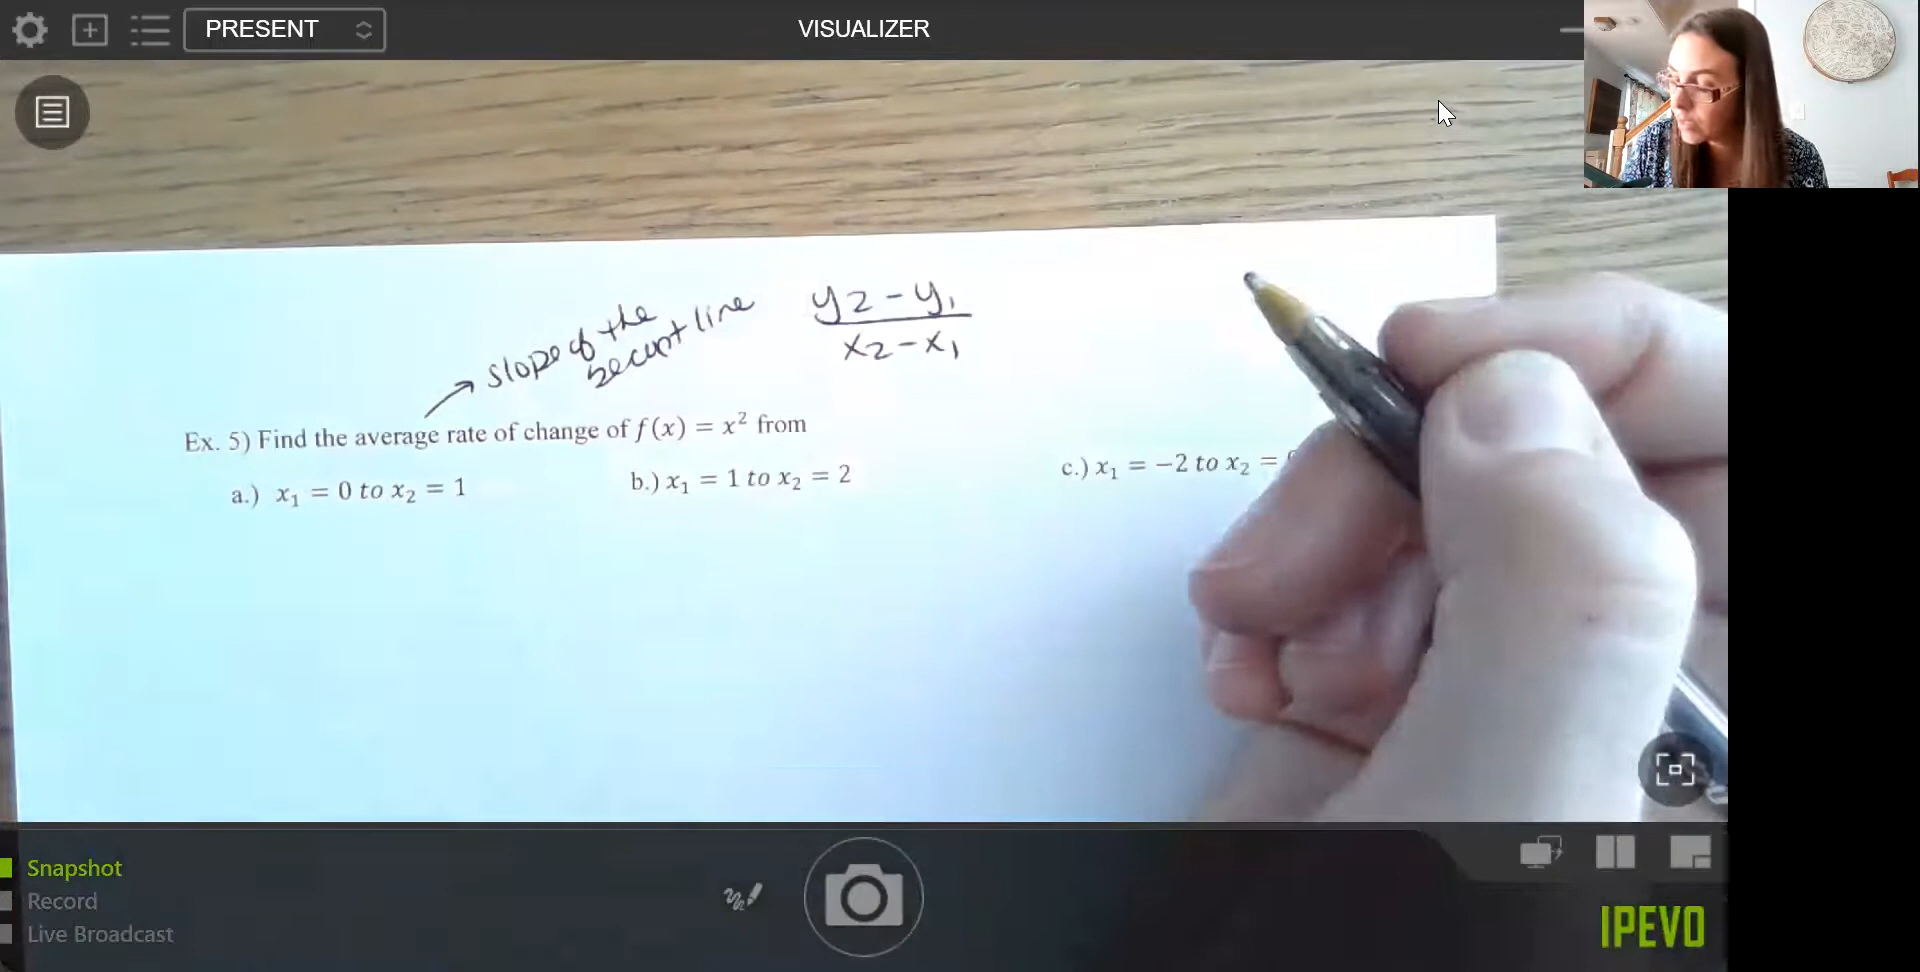 PRESENT
VISUALIZER
slope of the
secant line
y2 - y1
x2 - x1
Ex. 5) Find the average rate of change of f(x) = x² from
a.) x₁ = 0 to x₂ = 1
b.) x₁ = 1 to x₂ = 2
c.) x₁ = −2 to x₂ =
Snapshot
Record
Live Broadcast
IPEVO